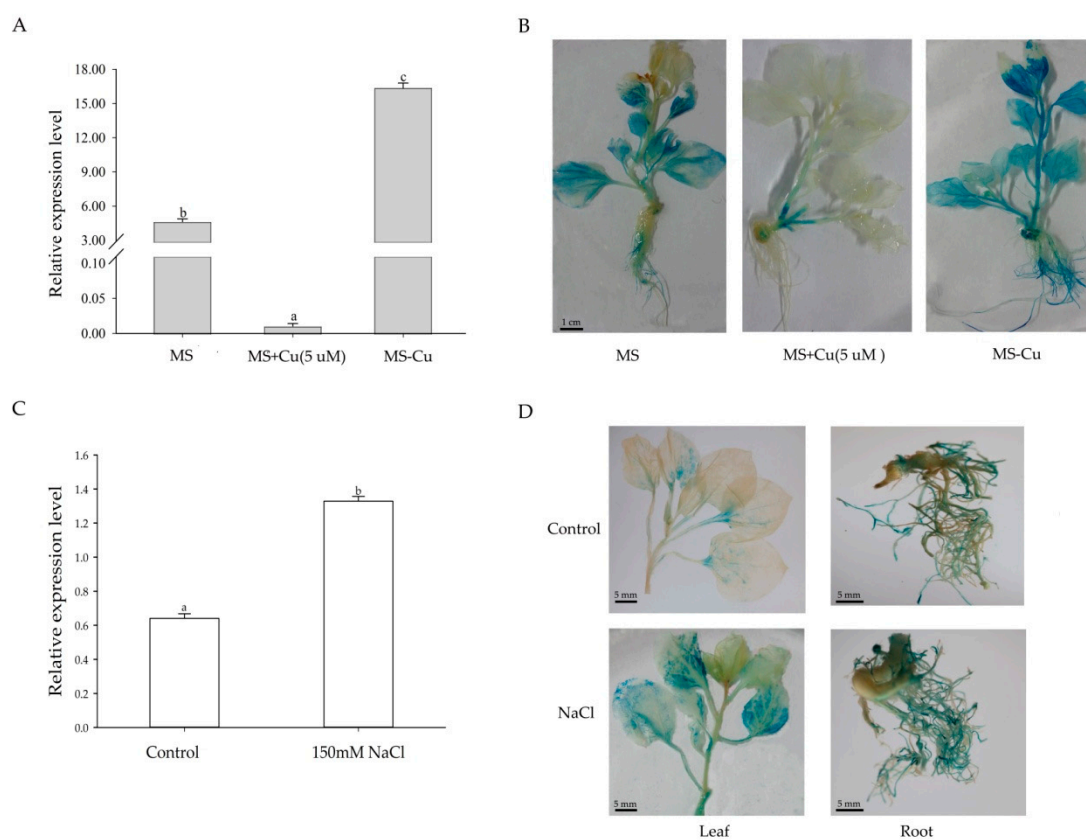 A
B
18.00
15.00
12.00
9.00
6.00
3.00
0.10
0.05
0.00
Relative expression level
b
a
c
MS
MS+Cu(5 uM)
MS-Cu
1 cm
MS
MS+Cu(5 uM )
MS-Cu
C
D
1.6
1.4
1.2
1.0
0.8
0.6
0.4
0.2
0.0
Relative expression level
a
b
Control
150mM NaCl
Control
5 mm
5 mm
NaCl
5 mm
5 mm
Leaf
Root